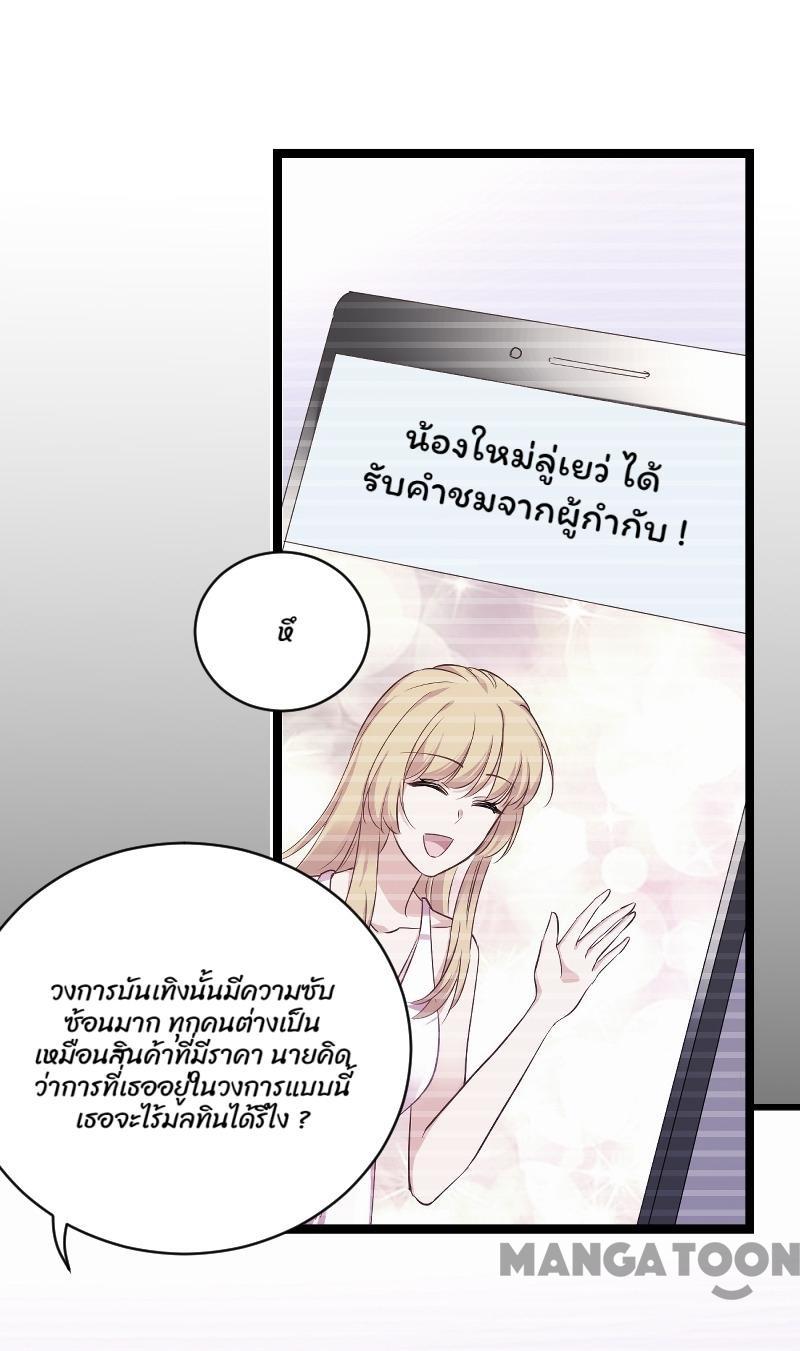 น้องใหม่ลู่เยว่ ได้
รับคำชมจากผู้กำกับ !
หึ
วงการบันเทิงนั้นมีความซับ
ซ้อนมาก ทุกคนต่างเป็น
เหมือนสินค้าที่มีราคา นายคิด
ว่าการที่เธออยู่ในวงการแบบนี้
เธอจะไร้มลทินได้รึไง ?
MANGATOON